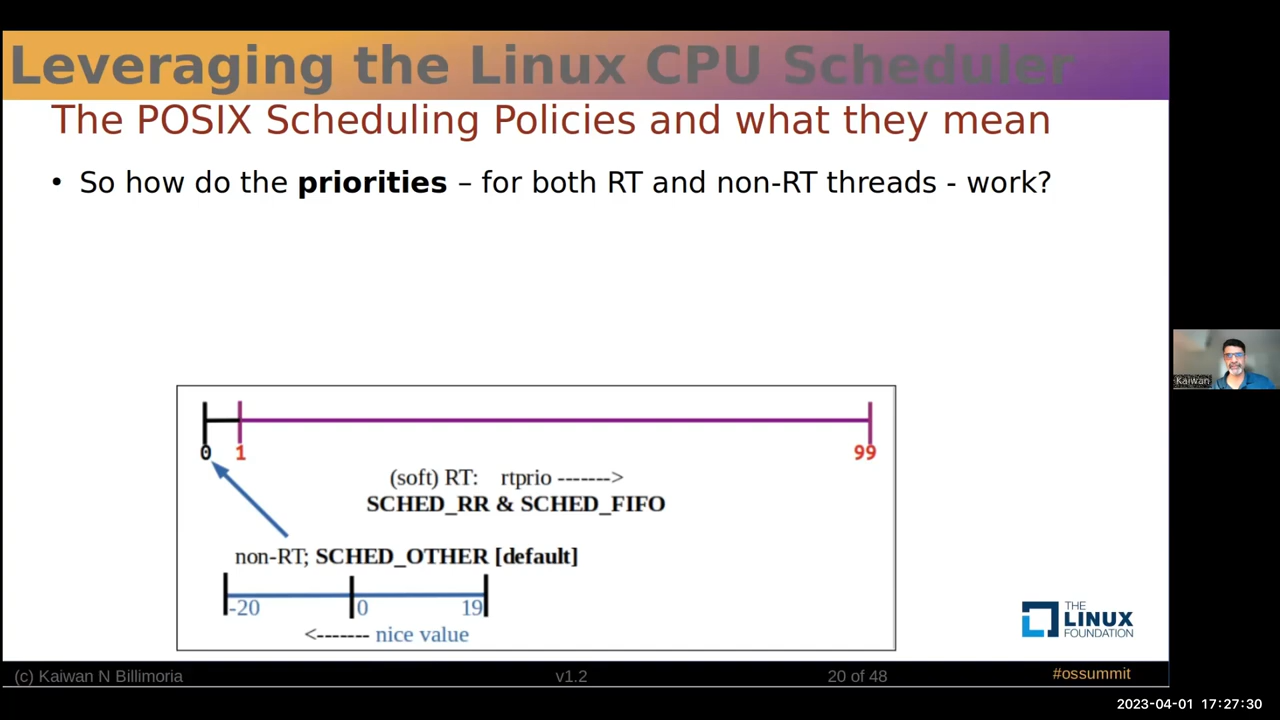 Leveraging the Linux CPU Scheduler
The POSIX Scheduling Policies and what they mean
• So how do the priorities – for both RT and non-RT threads - work?
0 1 99
(soft) RT: rtprio ------->
SCHED_RR & SCHED_FIFO
non-RT; SCHED_OTHER [default]
-20 0 19
<------- nice value
THE
LINUX
FOUNDATION
Kaiwan
(c) Kaiwan N Billimoria v1.2 20 of 48 #ossummit
2023-04-01 17:27:30